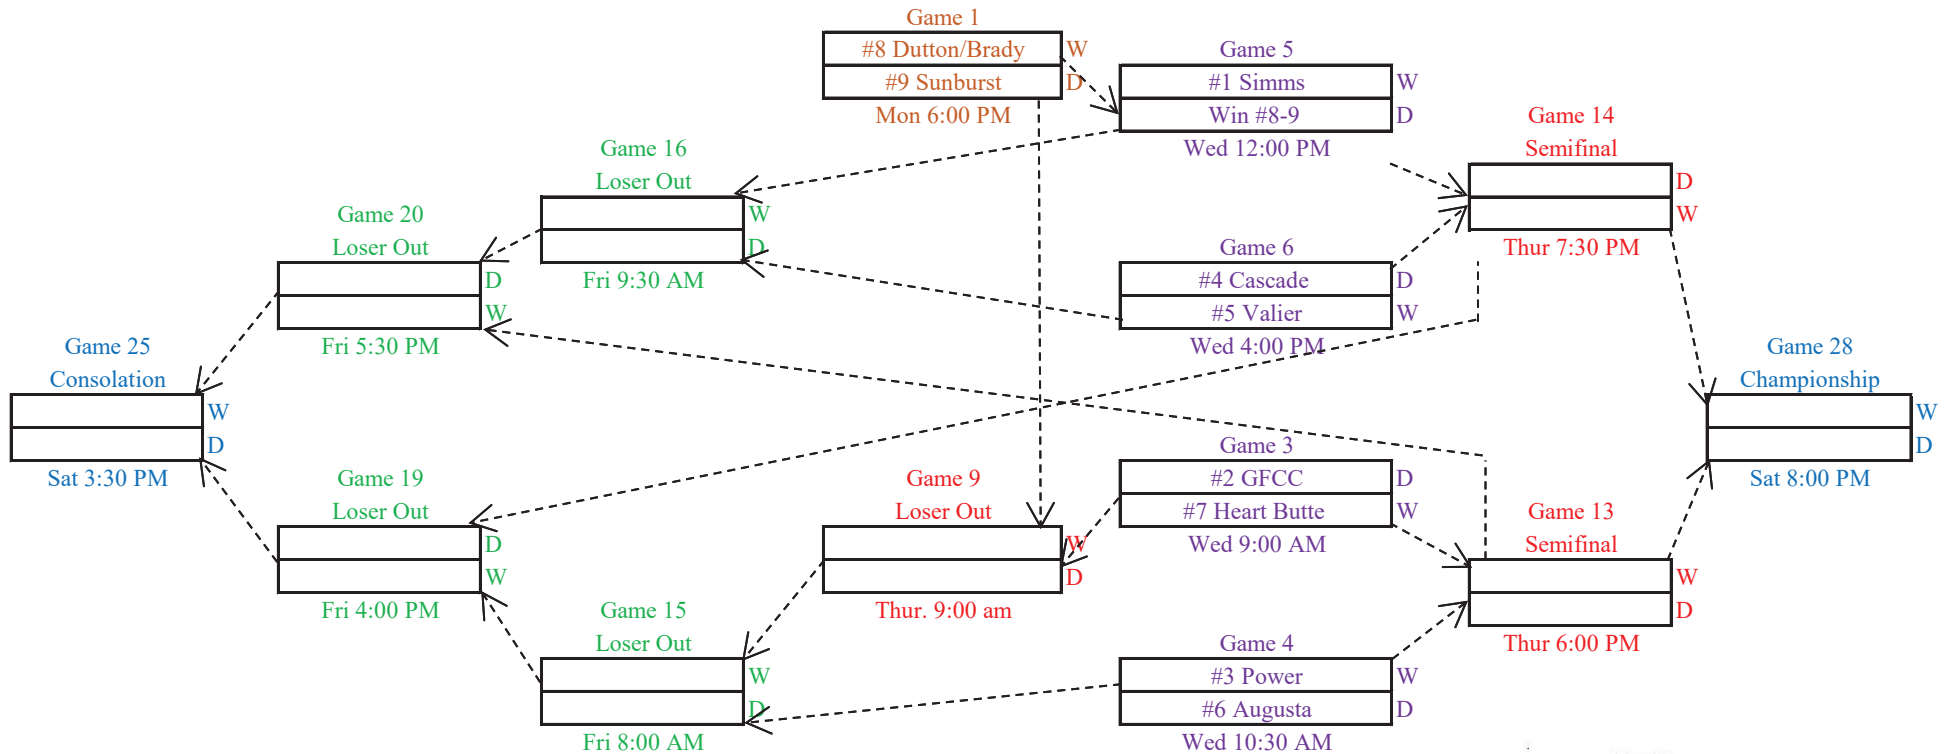 Game 1
#8 Dutton/Brady W
#9 Sunburst D
Mon 6:00 PM
Game 5
#1 Simms W
Win #8-9 D
Wed 12:00 PM
Game 14
Semifinal
D
W
Thur 7:30 PM
Game 16
Loser Out
W
D
Fri 9:30 AM
Game 20
Loser Out
D
W
Fri 5:30 PM
Game 6
#4 Cascade D
#5 Valier W
Wed 4:00 PM
Game 25
Consolation
W
D
Sat 3:30 PM
Game 28
Championship
W
D
Sat 8:00 PM
Game 3
#2 GFCC D
#7 Heart Butte W
Wed 9:00 AM
Game 19
Loser Out
D
W
Fri 4:00 PM
Game 9
Loser Out
W
D
Thur. 9:00 am
Game 13
Semifinal
W
D
Thur 6:00 PM
Game 15
Loser Out
W
D
Fri 8:00 AM
Game 4
#3 Power W
#6 Augusta D
Wed 10:30 AM